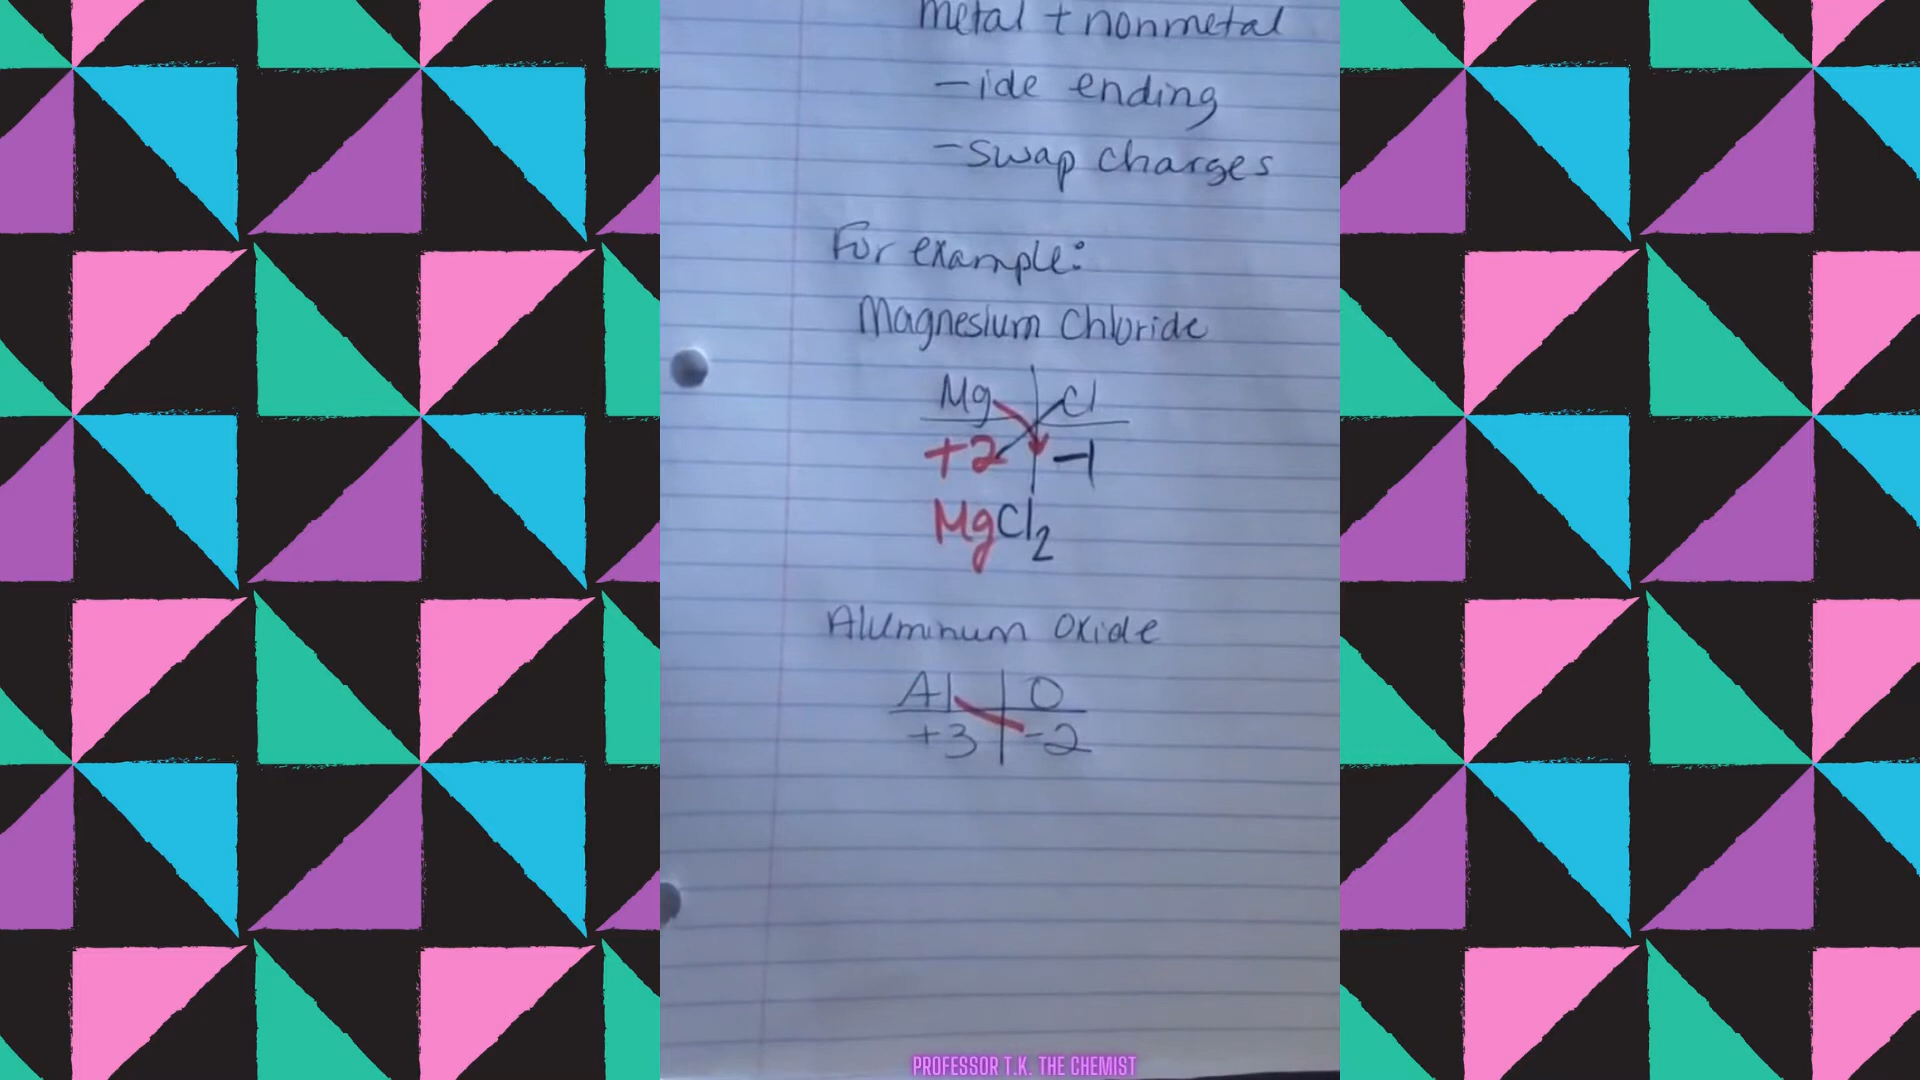 metal + nonmetal
-ide ending
-swap charges
For example:
Magnesium Chloride
Mg Cl
+2 -1
MgCl2
Aluminum Oxide
Al O
+3 -2
PROFESSOR T.K. THE CHEMIST